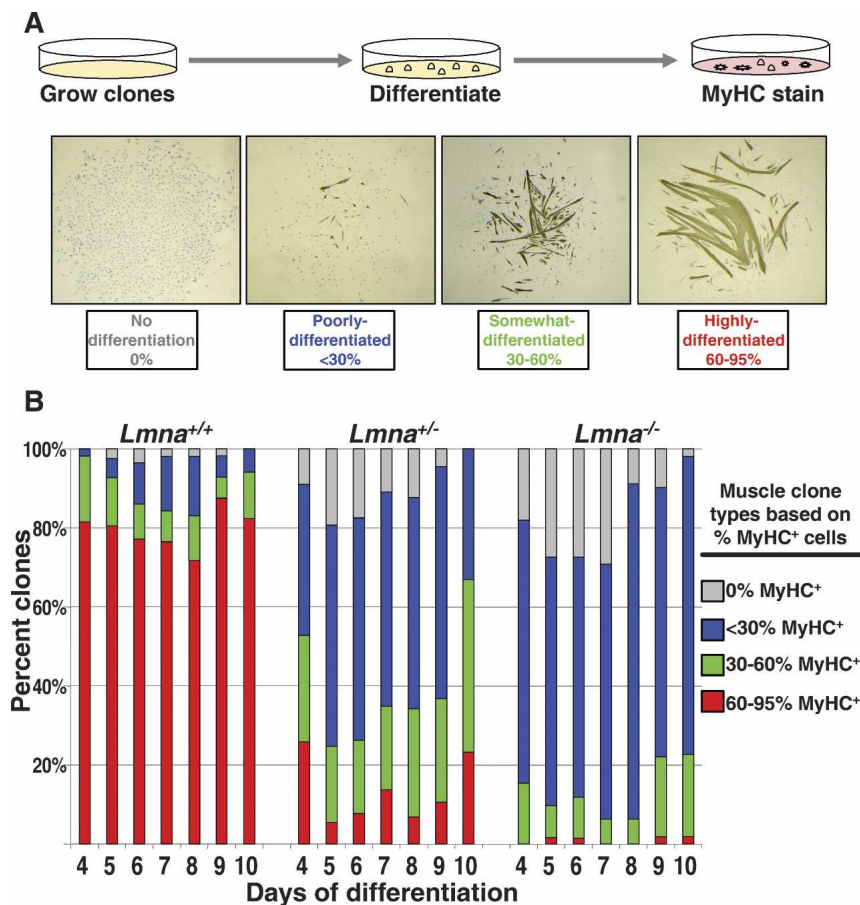 A
Grow clones
Differentiate
MyHC stain
No
differentiation
0%
Poorly-
differentiated
<30%
Somewhat-
differentiated
30-60%
Highly-
differentiated
60-95%
B
Lmna+/+
Lmna+/-
Lmna-/-
100%
80%
60%
40%
20%
Percent clones
4 5 6 7 8 9 10
4 5 6 7 8 9 10
4 5 6 7 8 9 10
Days of differentiation
Muscle clone
types based on
% MyHC+ cells
0% MyHC+
<30% MyHC+
30-60% MyHC+
60-95% MyHC+